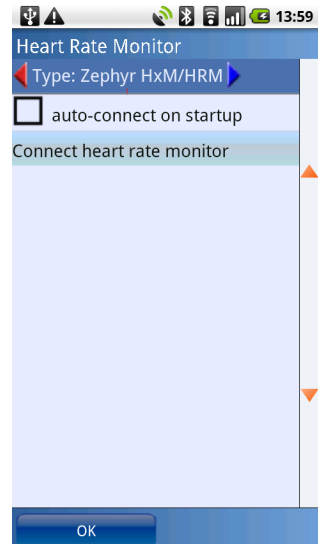 13:59
Heart Rate Monitor
Type: Zephyr HxM/HRM
auto-connect on startup
Connect heart rate monitor
OK